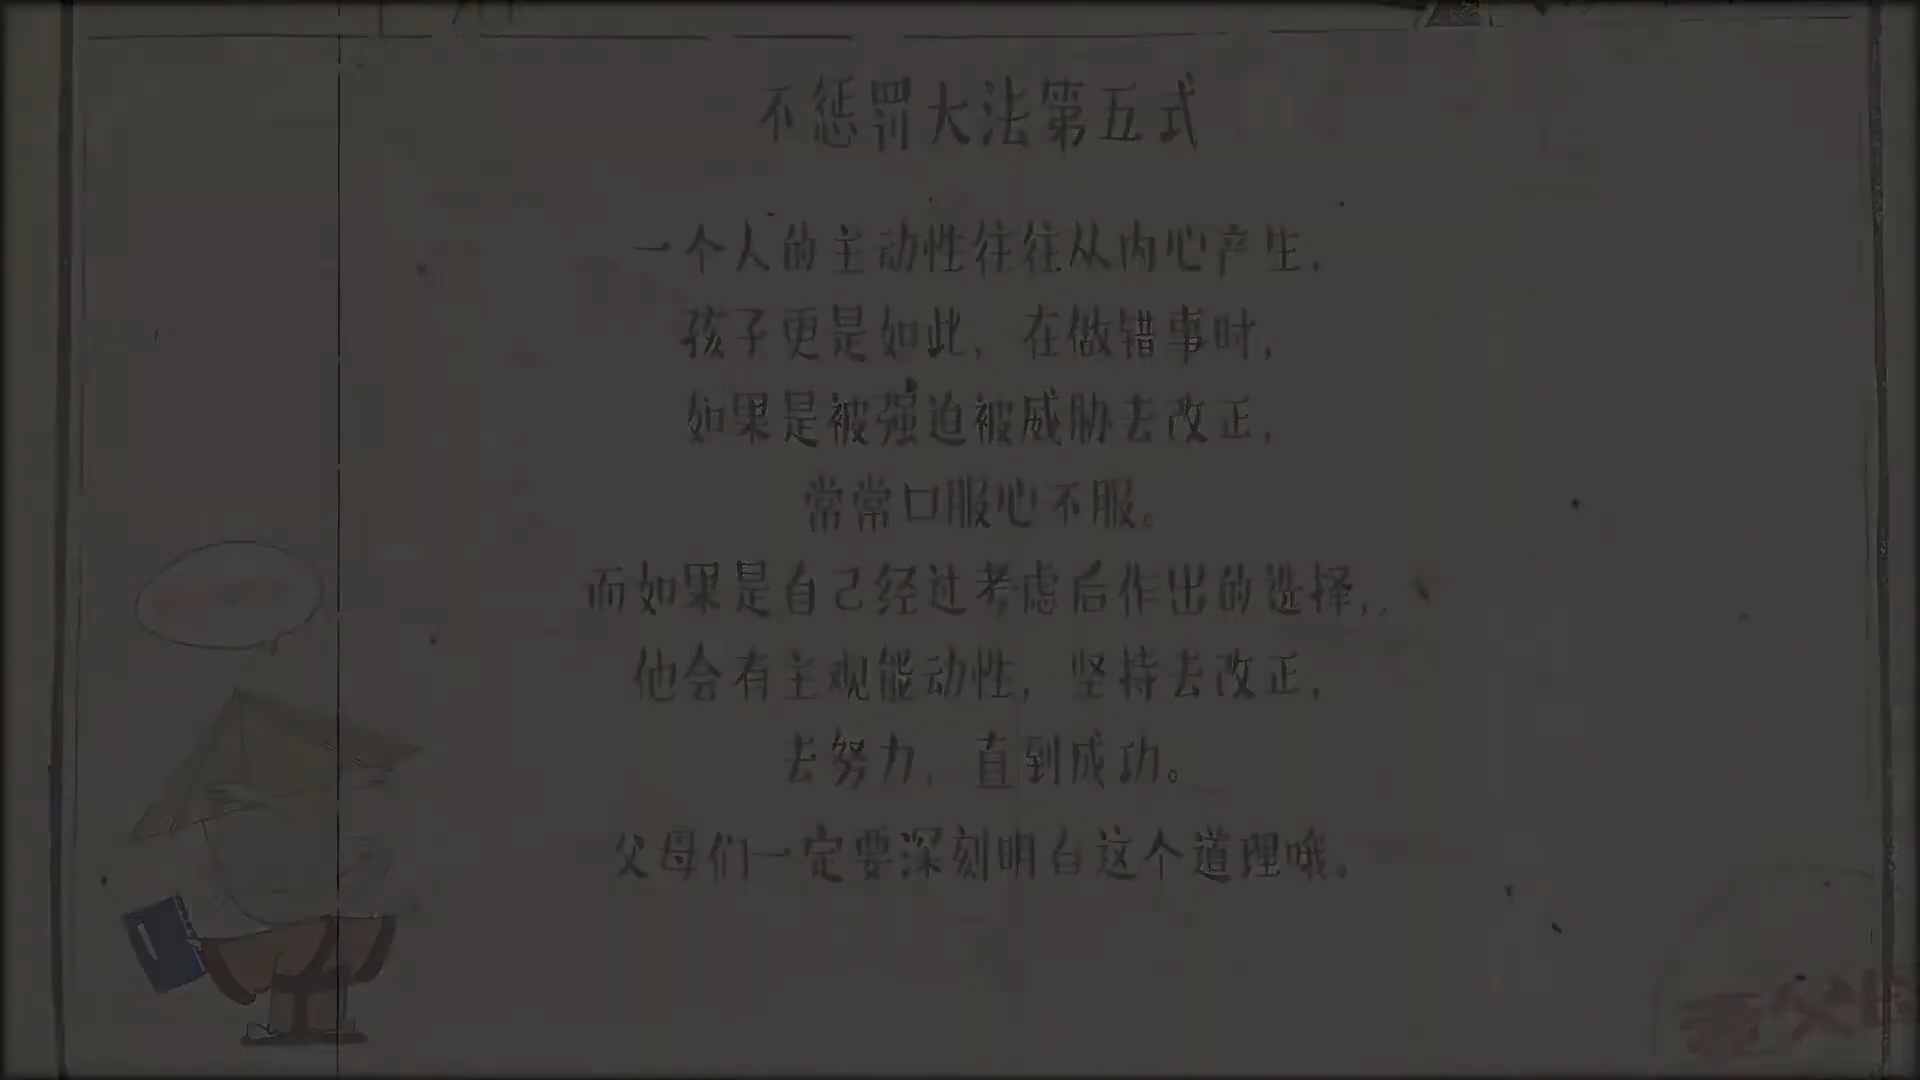 不惩罚大法第五式
一个人的主动性往往从内心产生，
孩子更是如此，在做错事时，
如果是被强迫被威胁去改正，
常常口服心不服。
而如果是自己经过考虑后作出的选择，
他会有主观能动性，坚持去改正，
去努力，直到成功。
父母们一定要深刻明白这个道理哦。